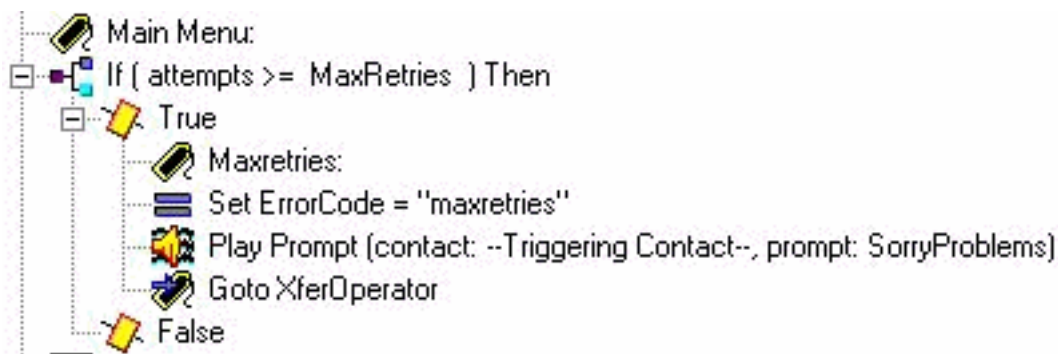 Main Menu:
If ( attempts >= MaxRetries ) Then
True
Maxretries:
Set ErrorCode = "maxretries"
Play Prompt (contact: --Triggering Contact--, prompt: SorryProblems)
Goto XferOperator
False